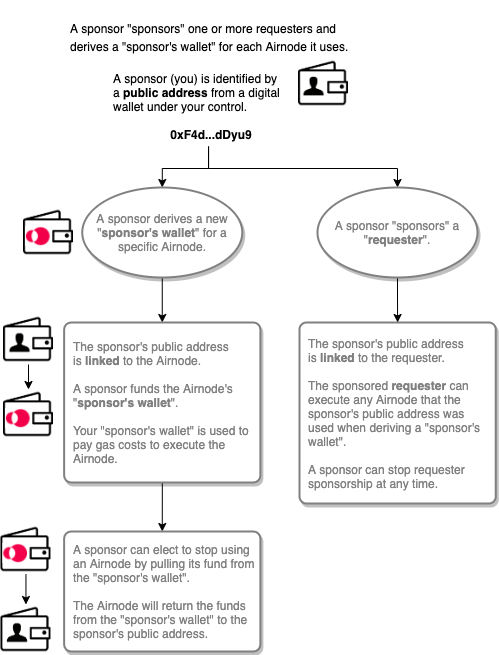 A sponsor "sponsors" one or more requesters and
derives a "sponsor's wallet" for each Airnode it uses.
A sponsor (you) is identified by
a public address from a digital
wallet under your control.
0xF4d...dDyu9
A sponsor derives a new
"sponsor's wallet" for a
specific Airnode.
A sponsor "sponsors" a
"requester".
The sponsor's public address
is linked to the Airnode.
A sponsor funds the Airnode's
"sponsor's wallet".
Your "sponsor's wallet" is used to
pay gas costs to execute the
Airnode.
The sponsor's public address
is linked to the requester.
The sponsored requester can
execute any Airnode that the
sponsor's public address was
used when deriving a "sponsor's
wallet".
A sponsor can stop requester
sponsorship at any time.
A sponsor can elect to stop using
an Airnode by pulling its fund from
the "sponsor's wallet".
The Airnode will return the funds
from the "sponsor's wallet" to the
sponsor's public address.